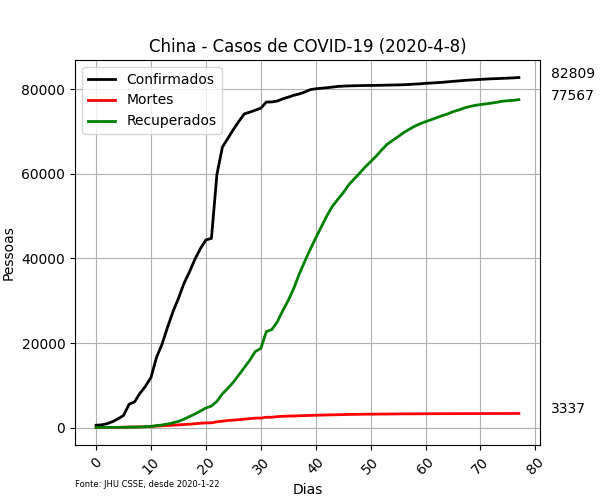 China - Casos de COVID-19 (2020-4-8)
Confirmados
Mortes
Recuperados
82809
77567
3337
Pessoas
80000
60000
40000
20000
0
0 10 20 30 40 50 60 70 80
Dias
Fonte: JHU CSSE, desde 2020-1-22